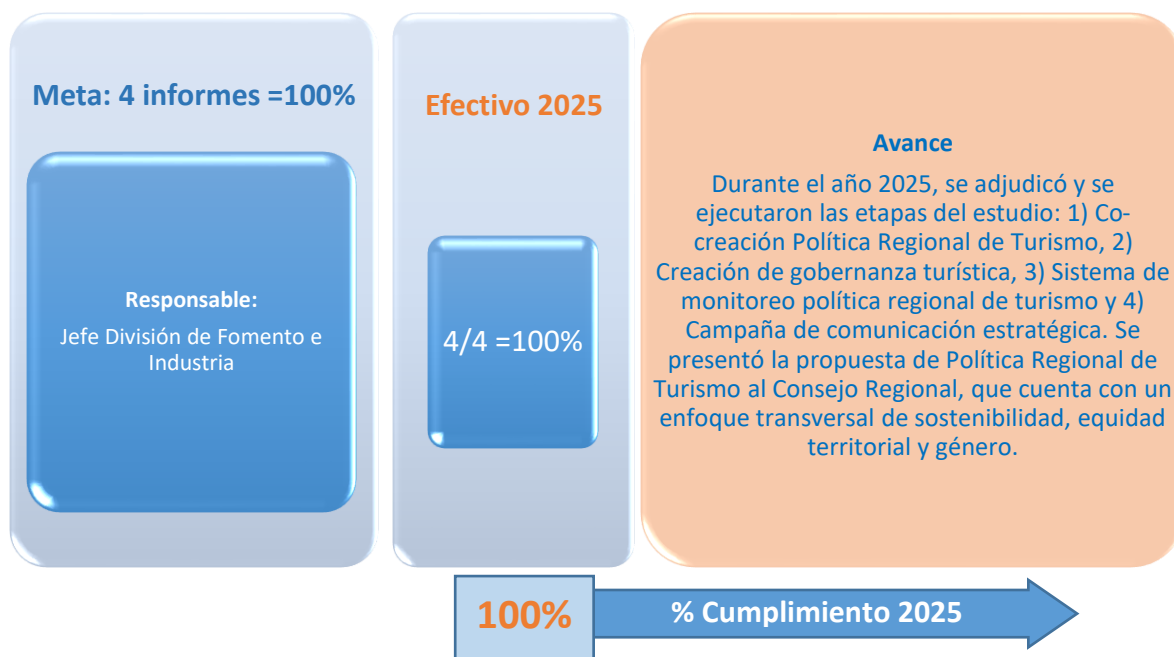 Meta: 4 informes =100%
Responsable:
Jefe División de Fomento e
Industria
Efectivo 2025
4/4 =100%
Avance
Durante el año 2025, se adjudicó y se
ejecutaron las etapas del estudio: 1) Co-
creación Política Regional de Turismo, 2)
Creación de gobernanza turística, 3) Sistema de
monitoreo política regional de turismo y 4)
Campaña de comunicación estratégica. Se
presentó la propuesta de Política Regional de
Turismo al Consejo Regional, que cuenta con un
enfoque transversal de sostenibilidad, equidad
territorial y género.
100%
% Cumplimiento 2025